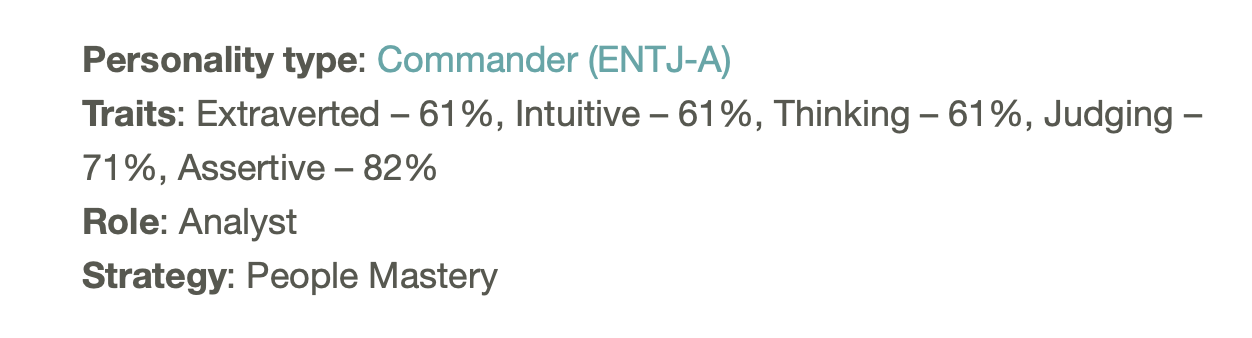 Personality type: Commander (ENTJ-A)
Traits: Extraverted – 61%, Intuitive – 61%, Thinking – 61%, Judging –
71%, Assertive – 82%
Role: Analyst
Strategy: People Mastery